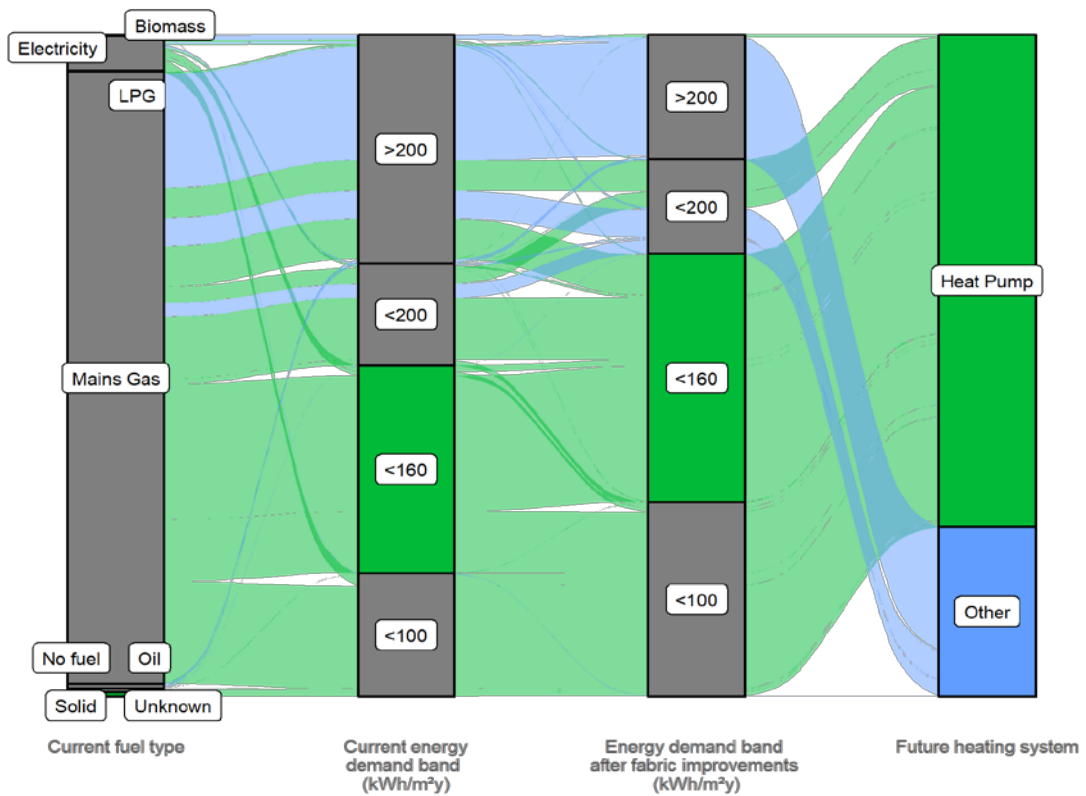 Biomass
Electricity
LPG
Mains Gas
No fuel
Oil
Solid
Unknown
>200
<200
<160
<100
>200
<200
<160
<100
Heat Pump
Other
Current fuel type
Current energy
demand band
(kWh/m²y)
Energy demand band
after fabric improvements
(kWh/m²y)
Future heating system